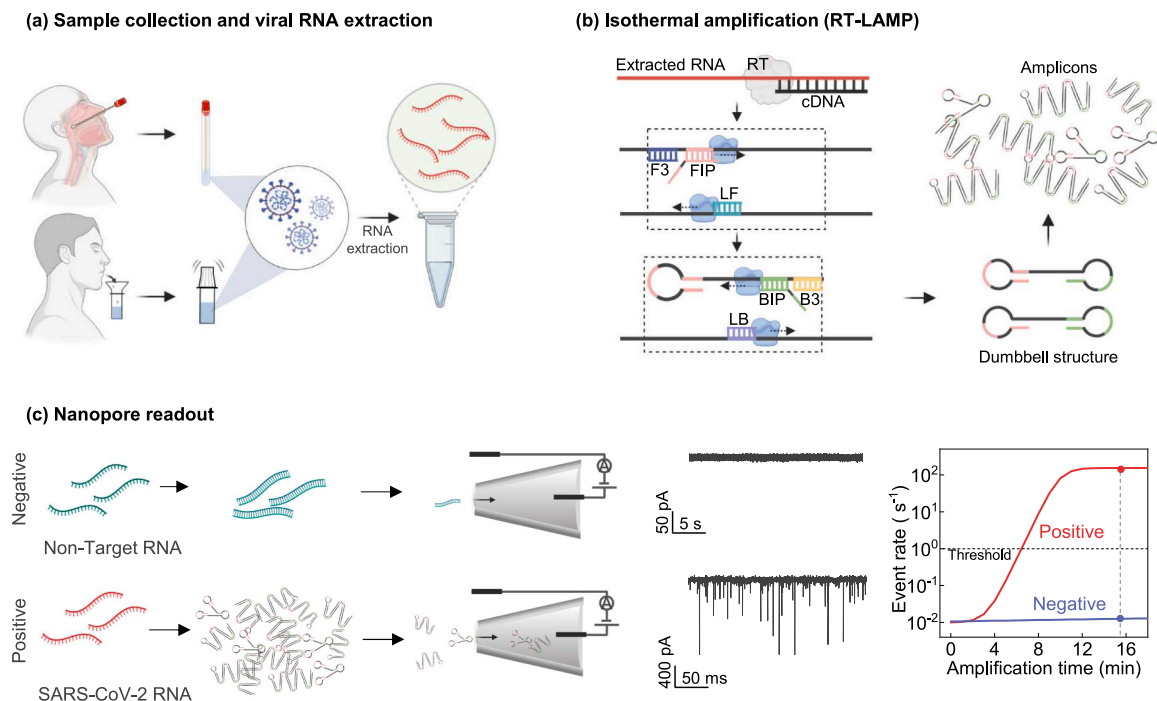 (a) Sample collection and viral RNA extraction
RNA
extraction
(b) Isothermal amplification (RT-LAMP)
Extracted RNA
RT
cDNA
F3
FIP
LF
BIP
B3
LB
Amplicons
Dumbbell structure
(c) Nanopore readout
Negative
Non-Target RNA
A
50 pA
5 s
Positive
SARS-CoV-2 RNA
A
400 pA
50 ms
Event rate ( s⁻¹)
10²
10⁰
10⁻¹
10⁻²
Threshold
Positive
Negative
0 4 8 12 16
Amplification time (min)